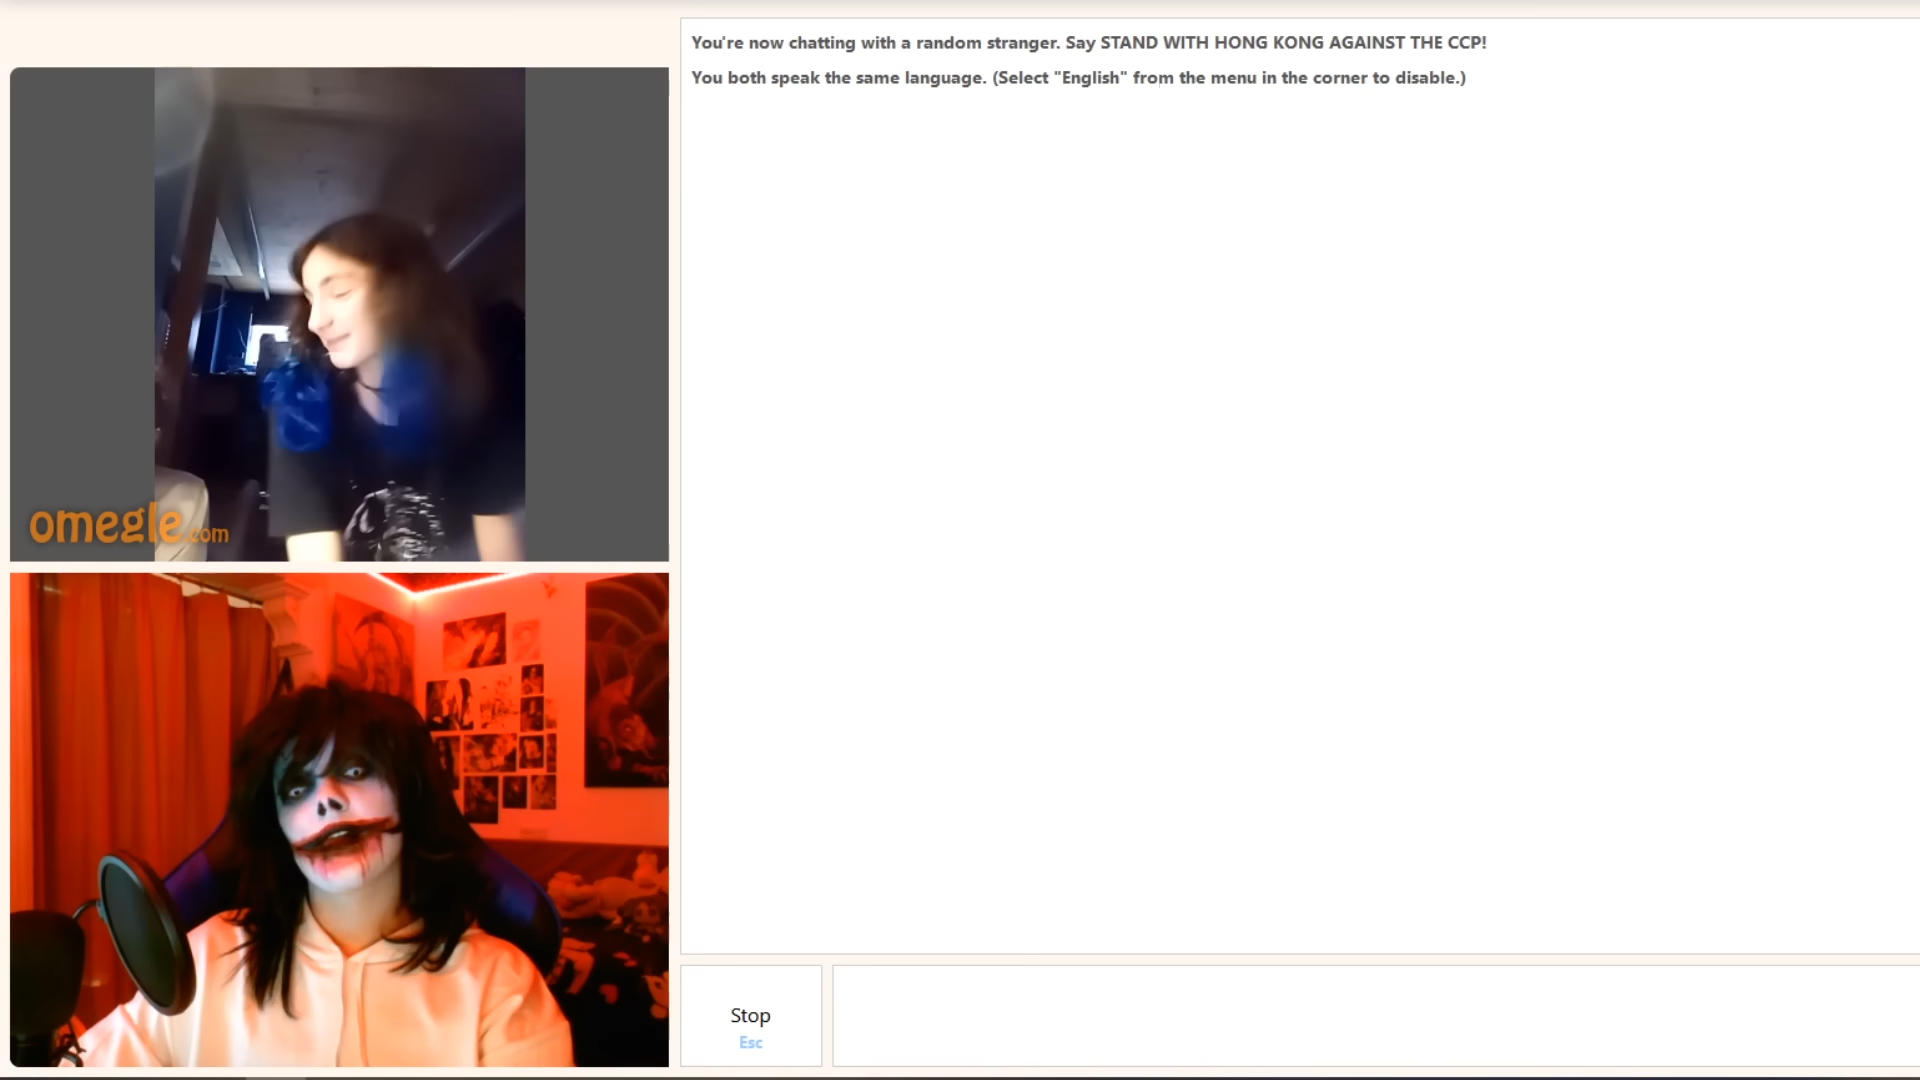 You're now chatting with a random stranger. Say STAND WITH HONG KONG AGAINST THE CCP!
You both speak the same language. (Select "English" from the menu in the corner to disable.)
omegle.com
Stop
Esc